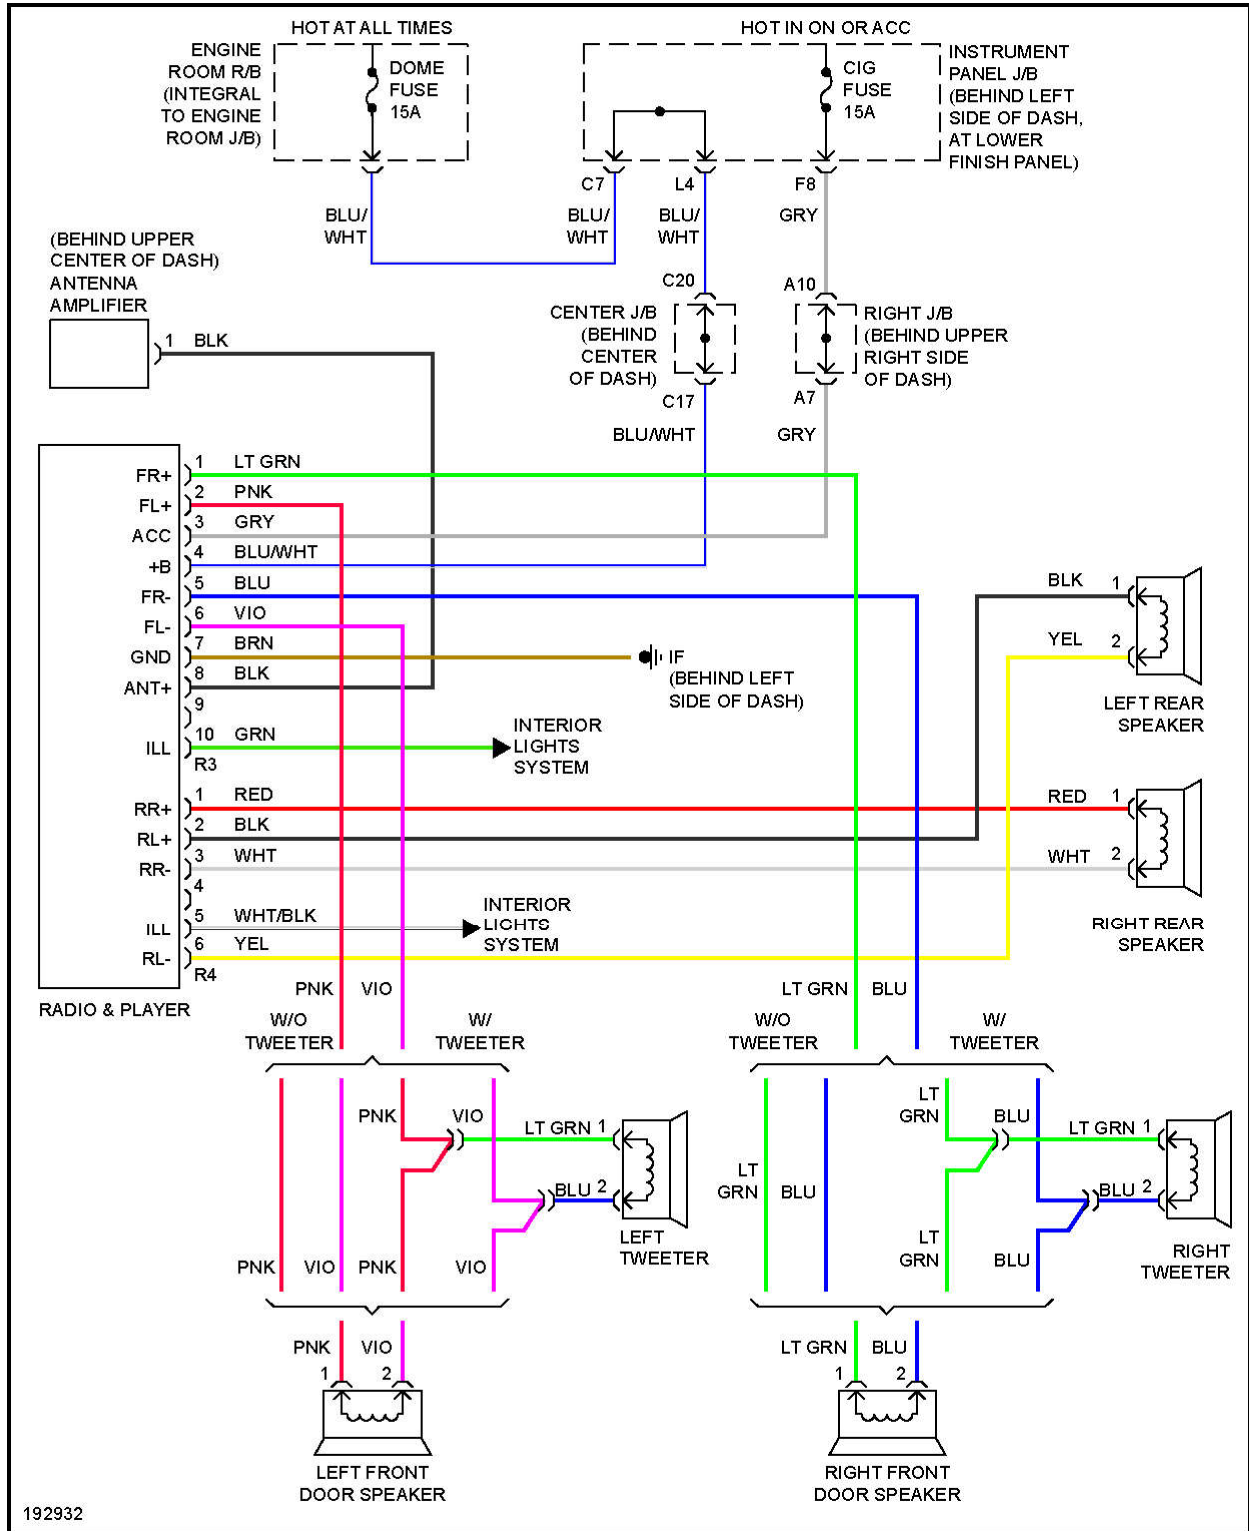 HOT AT ALL TIMES
HOT IN ON OR ACC
ENGINE
ROOM R/B
(INTEGRAL
TO ENGINE
ROOM J/B)
DOME
FUSE
15A
CIG
FUSE
15A
INSTRUMENT
PANEL J/B
(BEHIND LEFT
SIDE OF DASH,
AT LOWER
FINISH PANEL)
C7
L4
F8
BLU/
WHT
BLU/
WHT
BLU/
WHT
GRY
(BEHIND UPPER
CENTER OF DASH)
ANTENNA
AMPLIFIER
1 BLK
C20
A10
CENTER J/B
(BEHIND
CENTER
OF DASH)
RIGHT J/B
(BEHIND UPPER
RIGHT SIDE
OF DASH)
C17
A7
BLU/WHT
GRY
FR+ 1 LT GRN
FL+ 2 PNK
ACC 3 GRY
+B 4 BLU/WHT
FR- 5 BLU
FL- 6 VIO
GND 7 BRN
ANT+ 8 BLK
9
ILL 10 GRN
R3
RR+ 1 RED
RL+ 2 BLK
RR- 3 WHT
4
ILL 5 WHT/BLK
RL- 6 YEL
R4
RADIO & PLAYER
IF
(BEHIND LEFT
SIDE OF DASH)
INTERIOR
LIGHTS
SYSTEM
INTERIOR
LIGHTS
SYSTEM
BLK 1
YEL 2
LEFT REAR
SPEAKER
RED 1
WHT 2
RIGHT REAR
SPEAKER
PNK
VIO
LT GRN
BLU
W/O
TWEETER
W/
TWEETER
W/O
TWEETER
W/
TWEETER
PNK
VIO
LT GRN 1
BLU 2
LEFT
TWEETER
PNK
VIO
PNK
VIO
LT
GRN
BLU
LT GRN 1
LT
GRN
BLU
BLU 2
LT
GRN
BLU
RIGHT
TWEETER
PNK
VIO
LT GRN
BLU
1
2
1
2
LEFT FRONT
DOOR SPEAKER
RIGHT FRONT
DOOR SPEAKER
192932